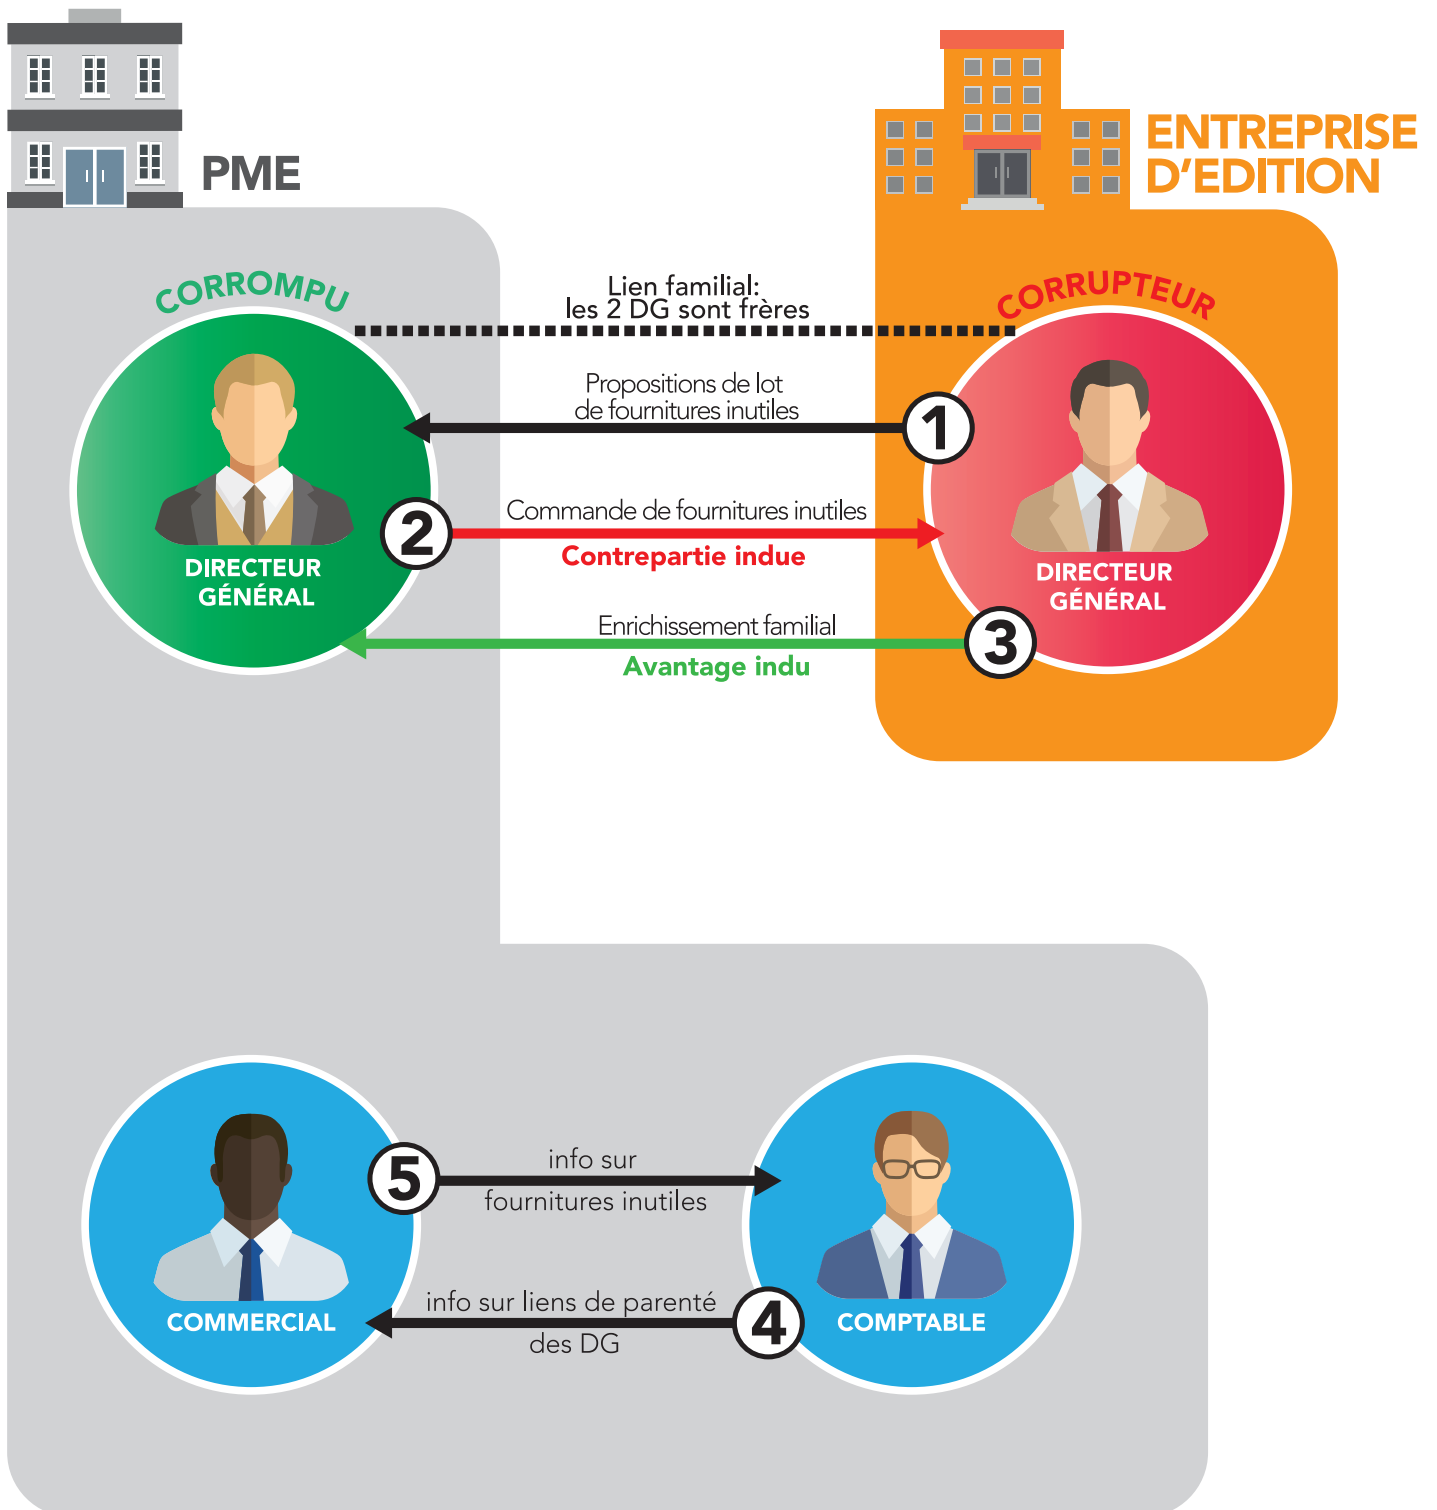 PME
ENTREPRISE
D'EDITION
CORROMPU
CORRUPTEUR
Lien familial:
les 2 DG sont frères
Propositions de lot
de fournitures inutiles
1
2
Commande de fournitures inutiles
Contrepartie indue
DIRECTEUR
GÉNÉRAL
DIRECTEUR
GÉNÉRAL
Enrichissement familial
3
Avantage indu
5
info sur
fournitures inutiles
info sur liens de parenté
4
des DG
COMMERCIAL
COMPTABLE